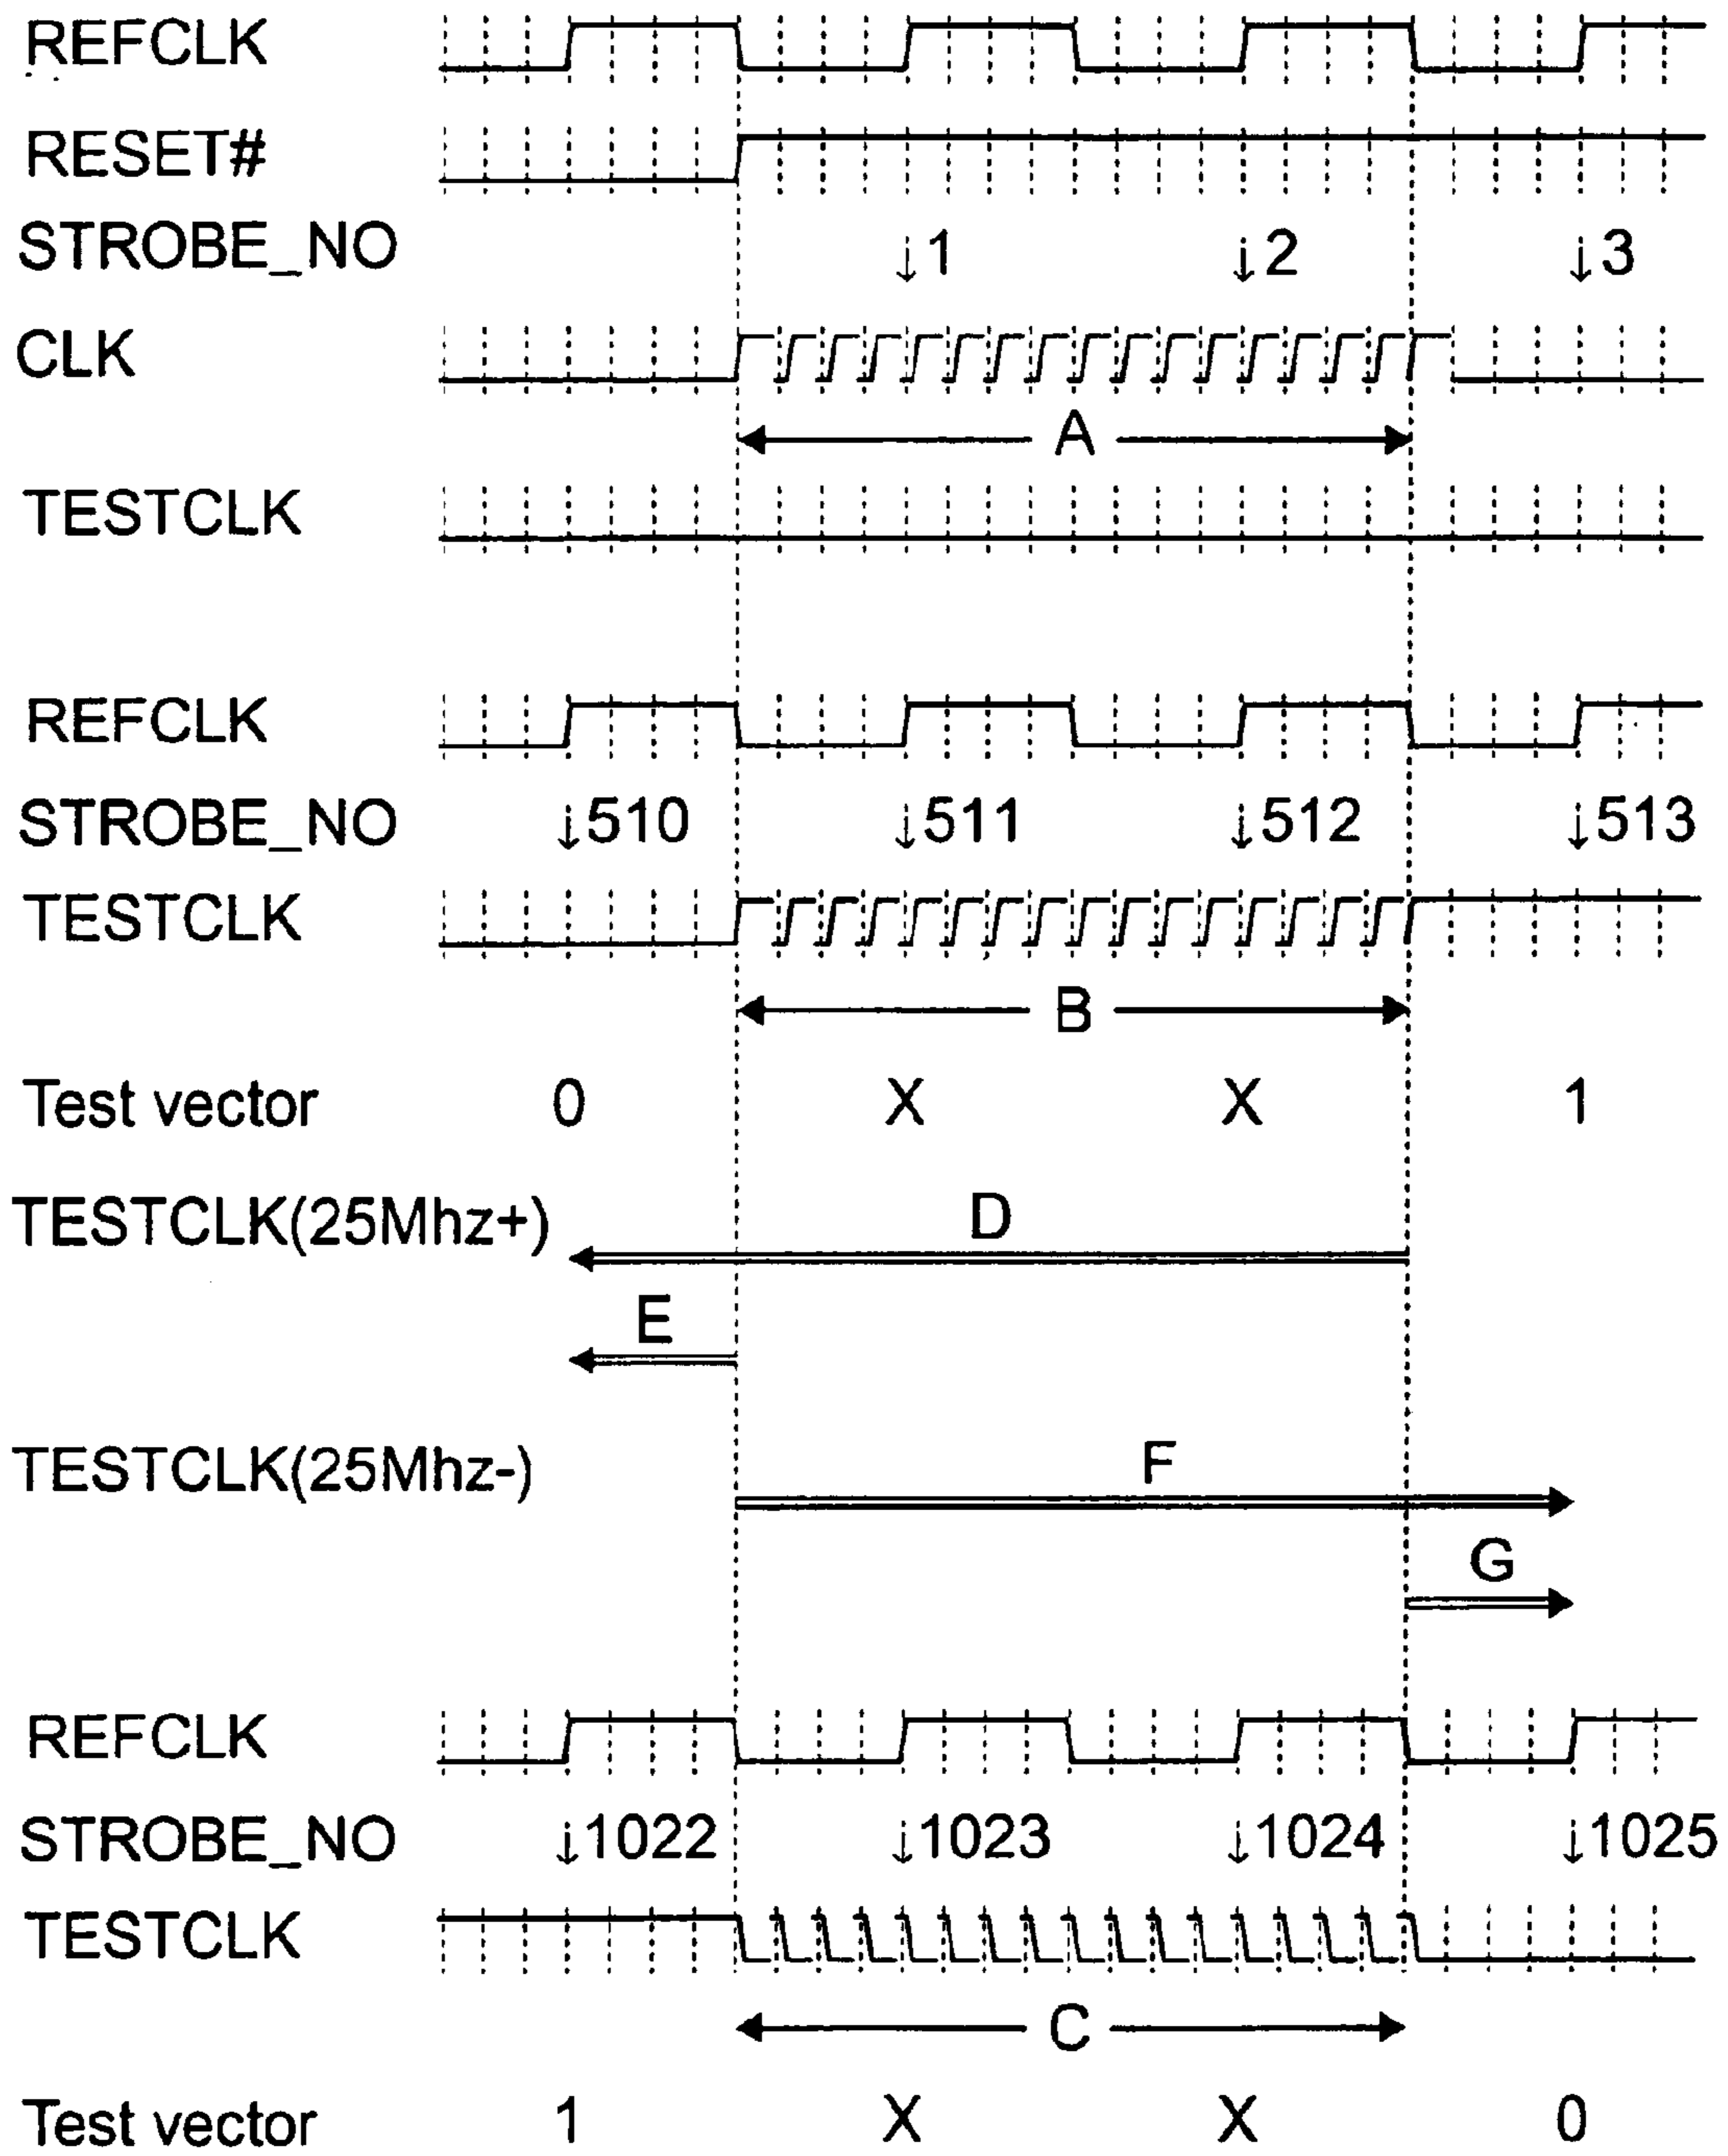 REFCLK
RESET#
STROBE_NO ↓1 ↓2 ↓3
CLK
A
TESTCLK
REFCLK
STROBE_NO ↓510 ↓511 ↓512 ↓513
TESTCLK
B
Test vector 0 X X 1
D
TESTCLK(25Mhz+)
E
F
TESTCLK(25Mhz-)
G
REFCLK
STROBE_NO ↓1022 ↓1023 ↓1024 ↓1025
TESTCLK
C
Test vector 1 X X 0